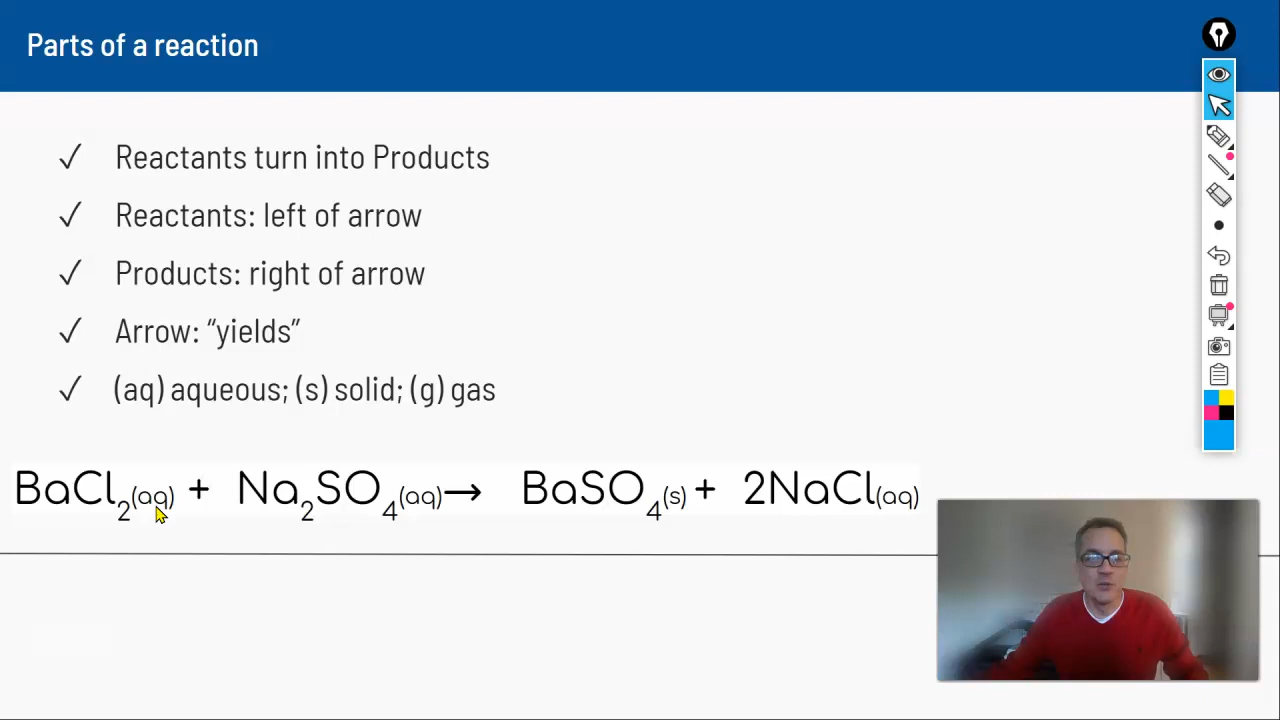 Parts of a reaction
✓ Reactants turn into Products
✓ Reactants: left of arrow
✓ Products: right of arrow
✓ Arrow: “yields”
✓ (aq) aqueous; (s) solid; (g) gas
BaCl₂(aq) + Na₂SO₄(aq)→ BaSO₄(s) + 2NaCl(aq)